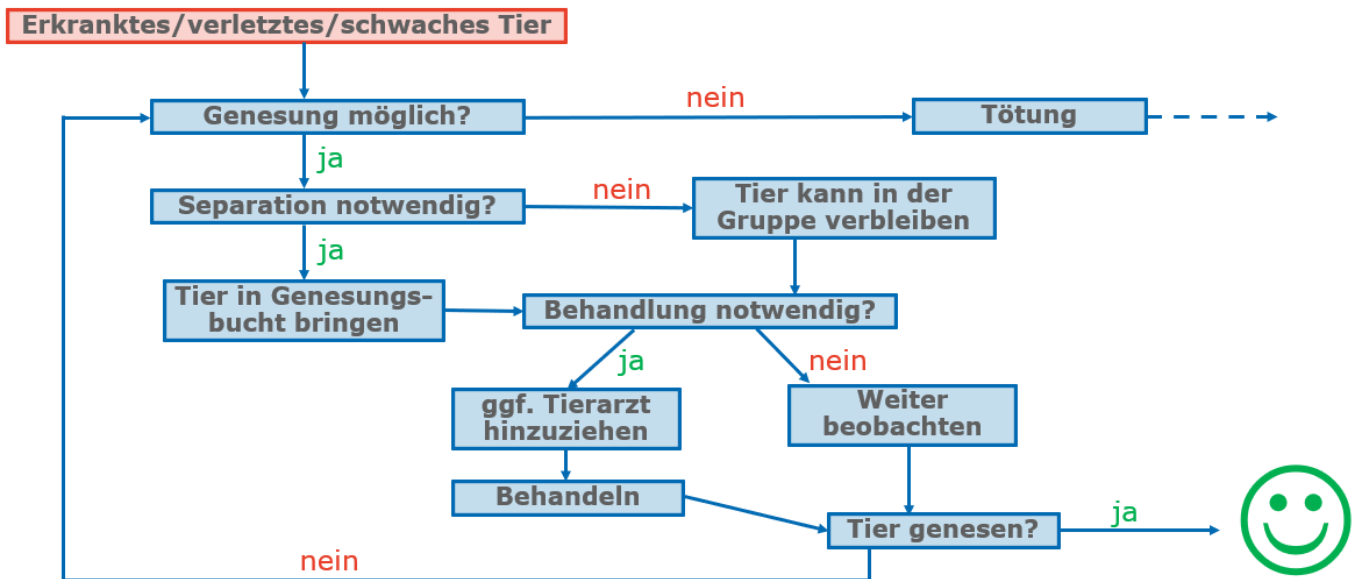 Erkranktes/verletztes/schwaches Tier
Genesung möglich?
nein
Tötung
ja
Separation notwendig?
nein
Tier kann in der
Gruppe verbleiben
ja
Tier in Genesungs-
bucht bringen
Behandlung notwendig?
ja
nein
ggf. Tierarzt
hinzuziehen
Weiter
beobachten
Behandeln
Tier genesen?
ja
nein